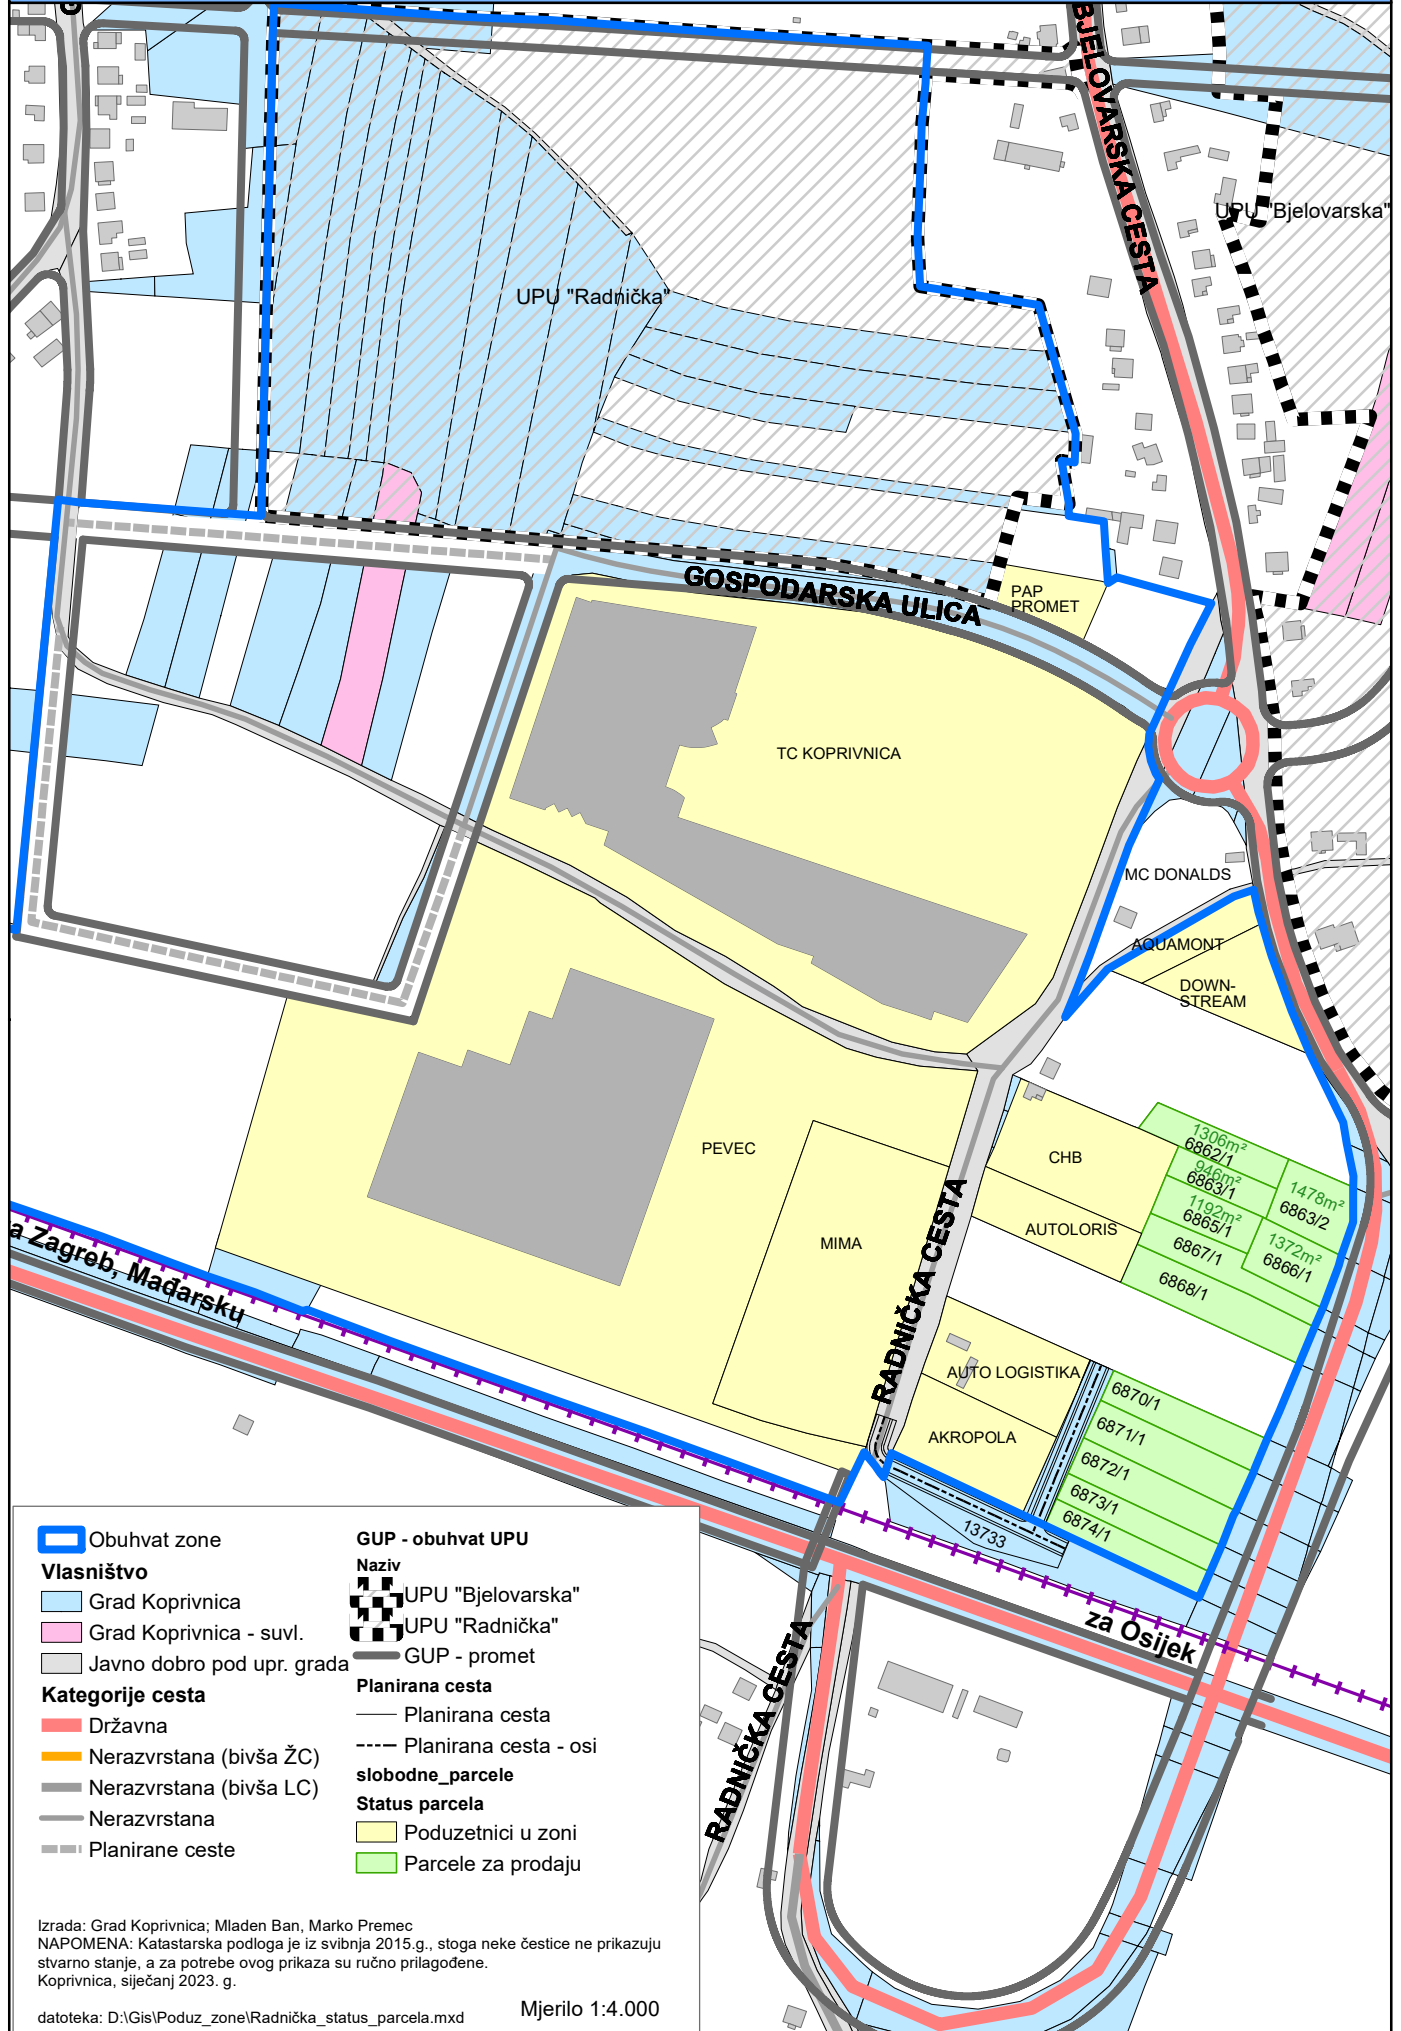 G
BJELOVARSKA CESTA
UPU "Bjelovarska"
UPU "Radnička"
GOSPODARSKA ULICA
PAP
PROMET
TC KOPRIVNICA
MC DONALDS
AQUAMONT
DOWN-
STREAM
PEVEC
MIMA
CHB
AUTOLORIS
1306m²
6862/1
946m²
6863/1
1478m²
6863/2
1192m²
6865/1
1372m²
6866/1
6867/1
6868/1
RADNIČKA CESTA
a Zagreb, Mađarsku
AUTO LOGISTIKA
AKROPOLA
6870/1
6871/1
6872/1
6873/1
6874/1
13733
za Osijek
RADNIČKA CESTA
Obuhvat zone
Vlasništvo
Grad Koprivnica
Grad Koprivnica - suvl.
Javno dobro pod upr. grada
Kategorije cesta
Državna
Nerazvrstana (bivša ŽC)
Nerazvrstana (bivša LC)
Nerazvrstana
Planirane ceste
GUP - obuhvat UPU
Naziv
UPU "Bjelovarska"
UPU "Radnička"
GUP - promet
Planirana cesta
Planirana cesta
Planirana cesta - osi
slobodne_parcele
Status parcela
Poduzetnici u zoni
Parcele za prodaju
Izrada: Grad Koprivnica; Mladen Ban, Marko Premec
NAPOMENA: Katastarska podloga je iz svibnja 2015.g., stoga neke čestice ne prikazuju
stvarno stanje, a za potrebe ovog prikaza su ručno prilagođene.
Koprivnica, siječanj 2023. g.
datoteka: D:\Gis\Poduz_zone\Radnička_status_parcela.mxd
Mjerilo 1:4.000